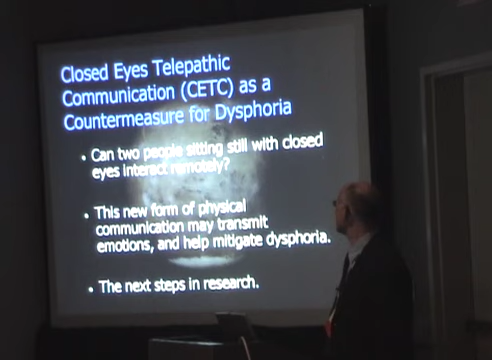 Closed Eyes Telepathic
Communication (CETC) as a
Countermeasure for Dysphoria
• Can two people sitting still with closed
eyes interact remotely?
• This new form of physical
communication may transmit
emotions, and help mitigate dysphoria.
• The next steps in research.